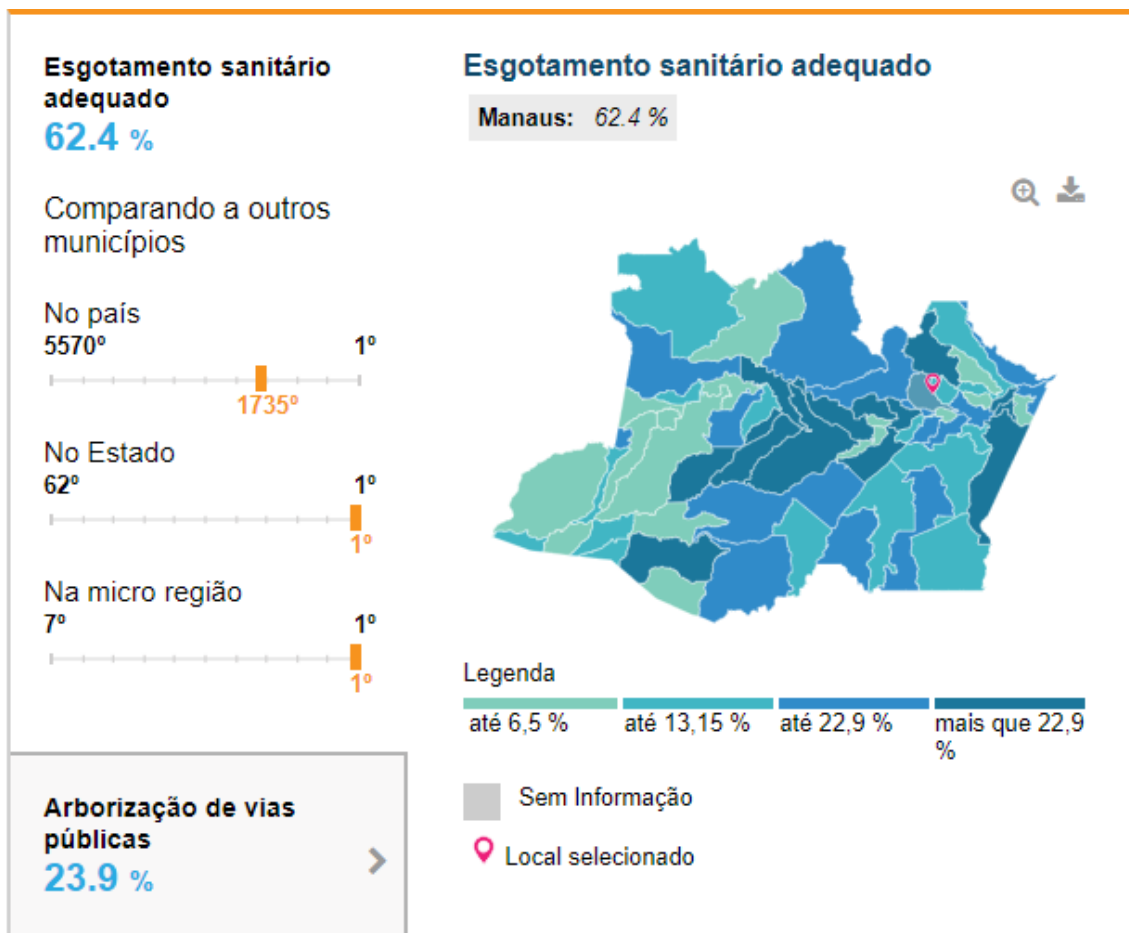 Esgotamento sanitário
adequado
62.4 %
Comparando a outros
municípios
No país
5570º 1º
1735º
No Estado
62º 1º
1º
Na micro região
7º 1º
1º
Arborização de vias
públicas
23.9 %
Esgotamento sanitário adequado
Manaus: 62.4 %
Legenda
até 6,5 % até 13,15 % até 22,9 % mais que 22,9
%
Sem Informação
Local selecionado